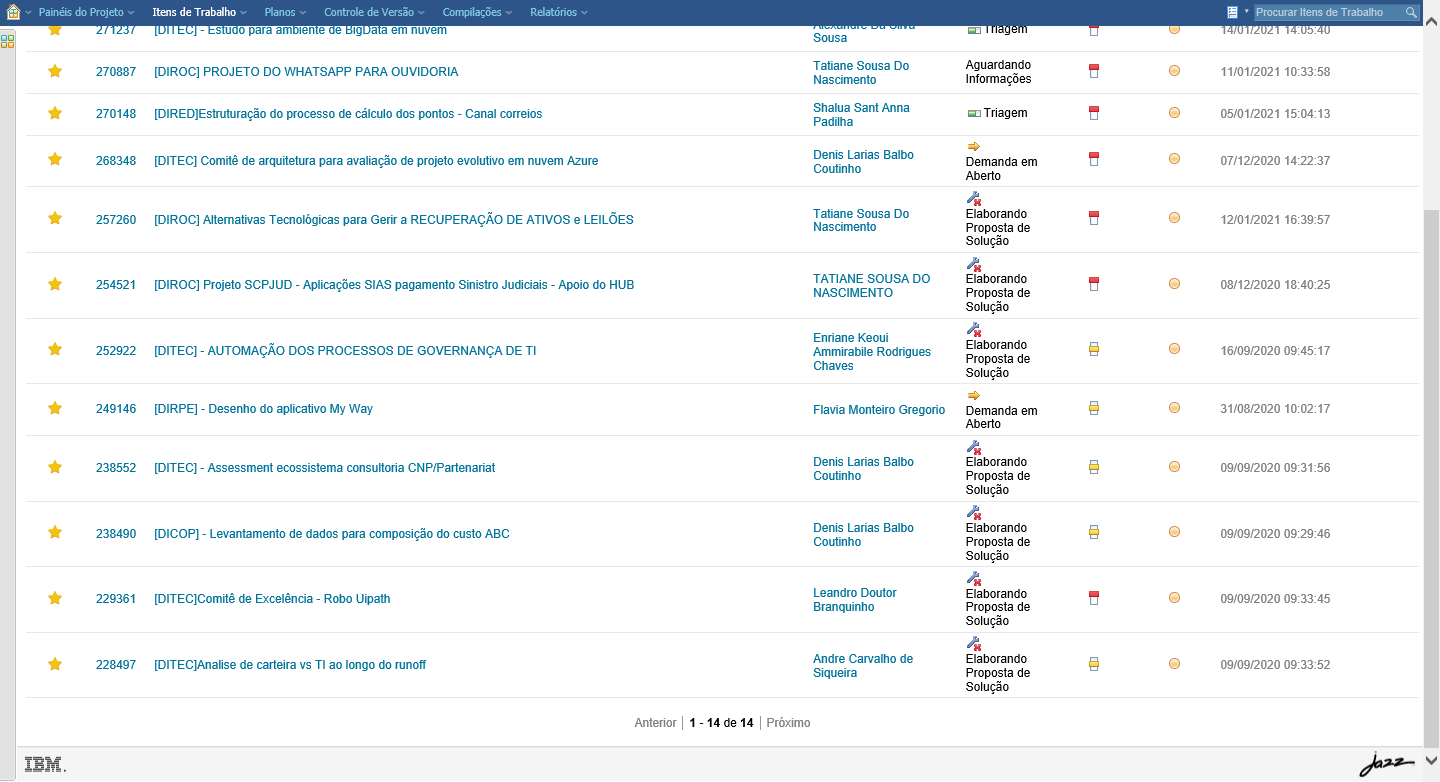 Painéis do Projeto
Itens de Trabalho
Planos
Controle de Versão
Compilações
Relatórios
Procurar Itens de Trabalho
271237 [DITEC] - Estudo para ambiente de BigData em nuvem Alexandre Da Silva Triagem 14/01/2021 14:05:40
Sousa
270887 [DIROC] PROJETO DO WHATSAPP PARA OUVIDORIA Tatiane Sousa Do Aguardando 11/01/2021 10:33:58
Nascimento Informações
270148 [DIRED]Estruturação do processo de cálculo dos pontos - Canal correios Shalua Sant Anna Triagem 05/01/2021 15:04:13
Padilha
268348 [DITEC] Comitê de arquitetura para avaliação de projeto evolutivo em nuvem Azure Denis Larias Balbo Demanda em 07/12/2020 14:22:37
Coutinho Aberto
257260 [DIROC] Alternativas Tecnológicas para Gerir a RECUPERAÇÃO DE ATIVOS e LEILÕES Tatiane Sousa Do Elaborando 12/01/2021 16:39:57
Nascimento Proposta de
Solução
254521 [DIROC] Projeto SCPJUD - Aplicações SIAS pagamento Sinistro Judiciais - Apoio do HUB TATIANE SOUSA DO Elaborando 08/12/2020 18:40:25
NASCIMENTO Proposta de
Solução
252922 [DITEC] - AUTOMAÇÃO DOS PROCESSOS DE GOVERNANÇA DE TI Enriane Keoui Elaborando 16/09/2020 09:45:17
Ammirabile Rodrigues Proposta de
Chaves Solução
249146 [DIRPE] - Desenho do aplicativo My Way Flavia Monteiro Gregorio Demanda em 31/08/2020 10:02:17
Aberto
238552 [DITEC] - Assessment ecossistema consultoria CNP/Partenariat Denis Larias Balbo Elaborando 09/09/2020 09:31:56
Coutinho Proposta de
Solução
238490 [DICOP] - Levantamento de dados para composição do custo ABC Denis Larias Balbo Elaborando 09/09/2020 09:29:46
Coutinho Proposta de
Solução
229361 [DITEC]Comitê de Excelência - Robo Uipath Leandro Doutor Elaborando 09/09/2020 09:33:45
Branquinho Proposta de
Solução
228497 [DITEC]Analise de carteira vs TI ao longo do runoff Andre Carvalho de Elaborando 09/09/2020 09:33:52
Siqueira Proposta de
Solução
Anterior | 1 - 14 de 14 | Próximo
IBM.
Jazz